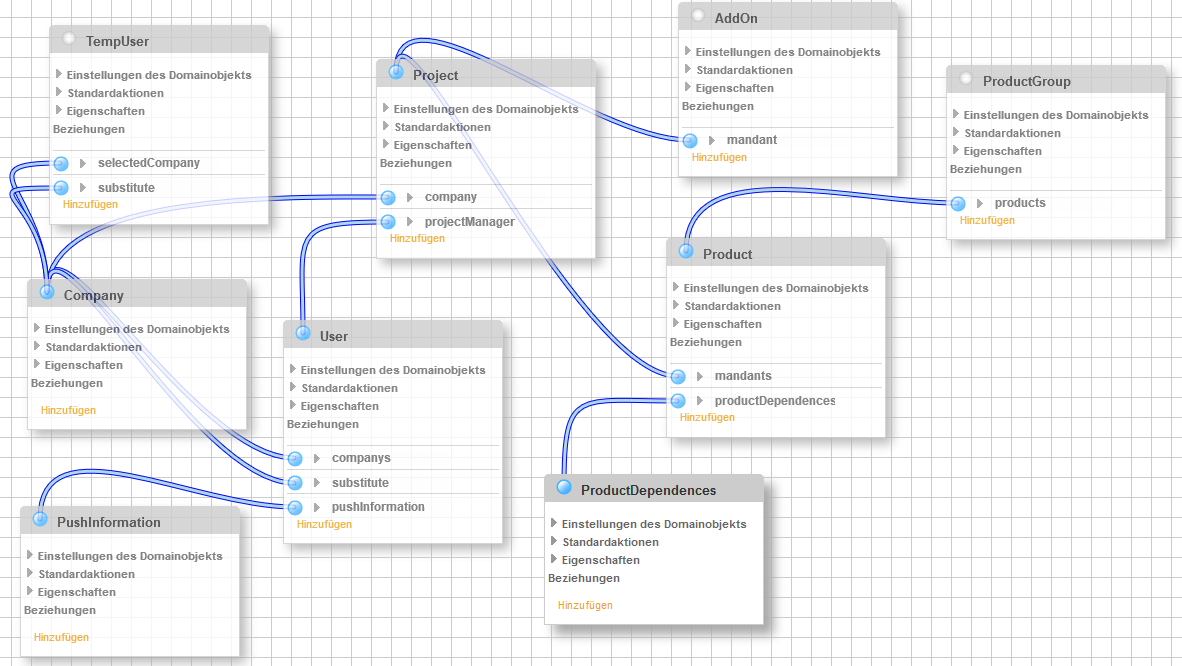 TempUser
Einstellungen des Domainobjekts
Standardaktionen
Eigenschaften
Beziehungen
selectedCompany
substitute
Hinzufügen
Project
Einstellungen des Domainobjekts
Standardaktionen
Eigenschaften
Beziehungen
company
projectManager
Hinzufügen
AddOn
Einstellungen des Domainobjekts
Standardaktionen
Eigenschaften
Beziehungen
mandant
Hinzufügen
ProductGroup
Einstellungen des Domainobjekts
Standardaktionen
Eigenschaften
Beziehungen
products
Hinzufügen
Company
Einstellungen des Domainobjekts
Standardaktionen
Eigenschaften
Beziehungen
Hinzufügen
User
Einstellungen des Domainobjekts
Standardaktionen
Eigenschaften
Beziehungen
companys
substitute
pushInformation
Hinzufügen
Product
Einstellungen des Domainobjekts
Standardaktionen
Eigenschaften
Beziehungen
mandants
productDependences
Hinzufügen
PushInformation
Einstellungen des Domainobjekts
Standardaktionen
Eigenschaften
Beziehungen
Hinzufügen
ProductDependences
Einstellungen des Domainobjekts
Standardaktionen
Eigenschaften
Beziehungen
Hinzufügen